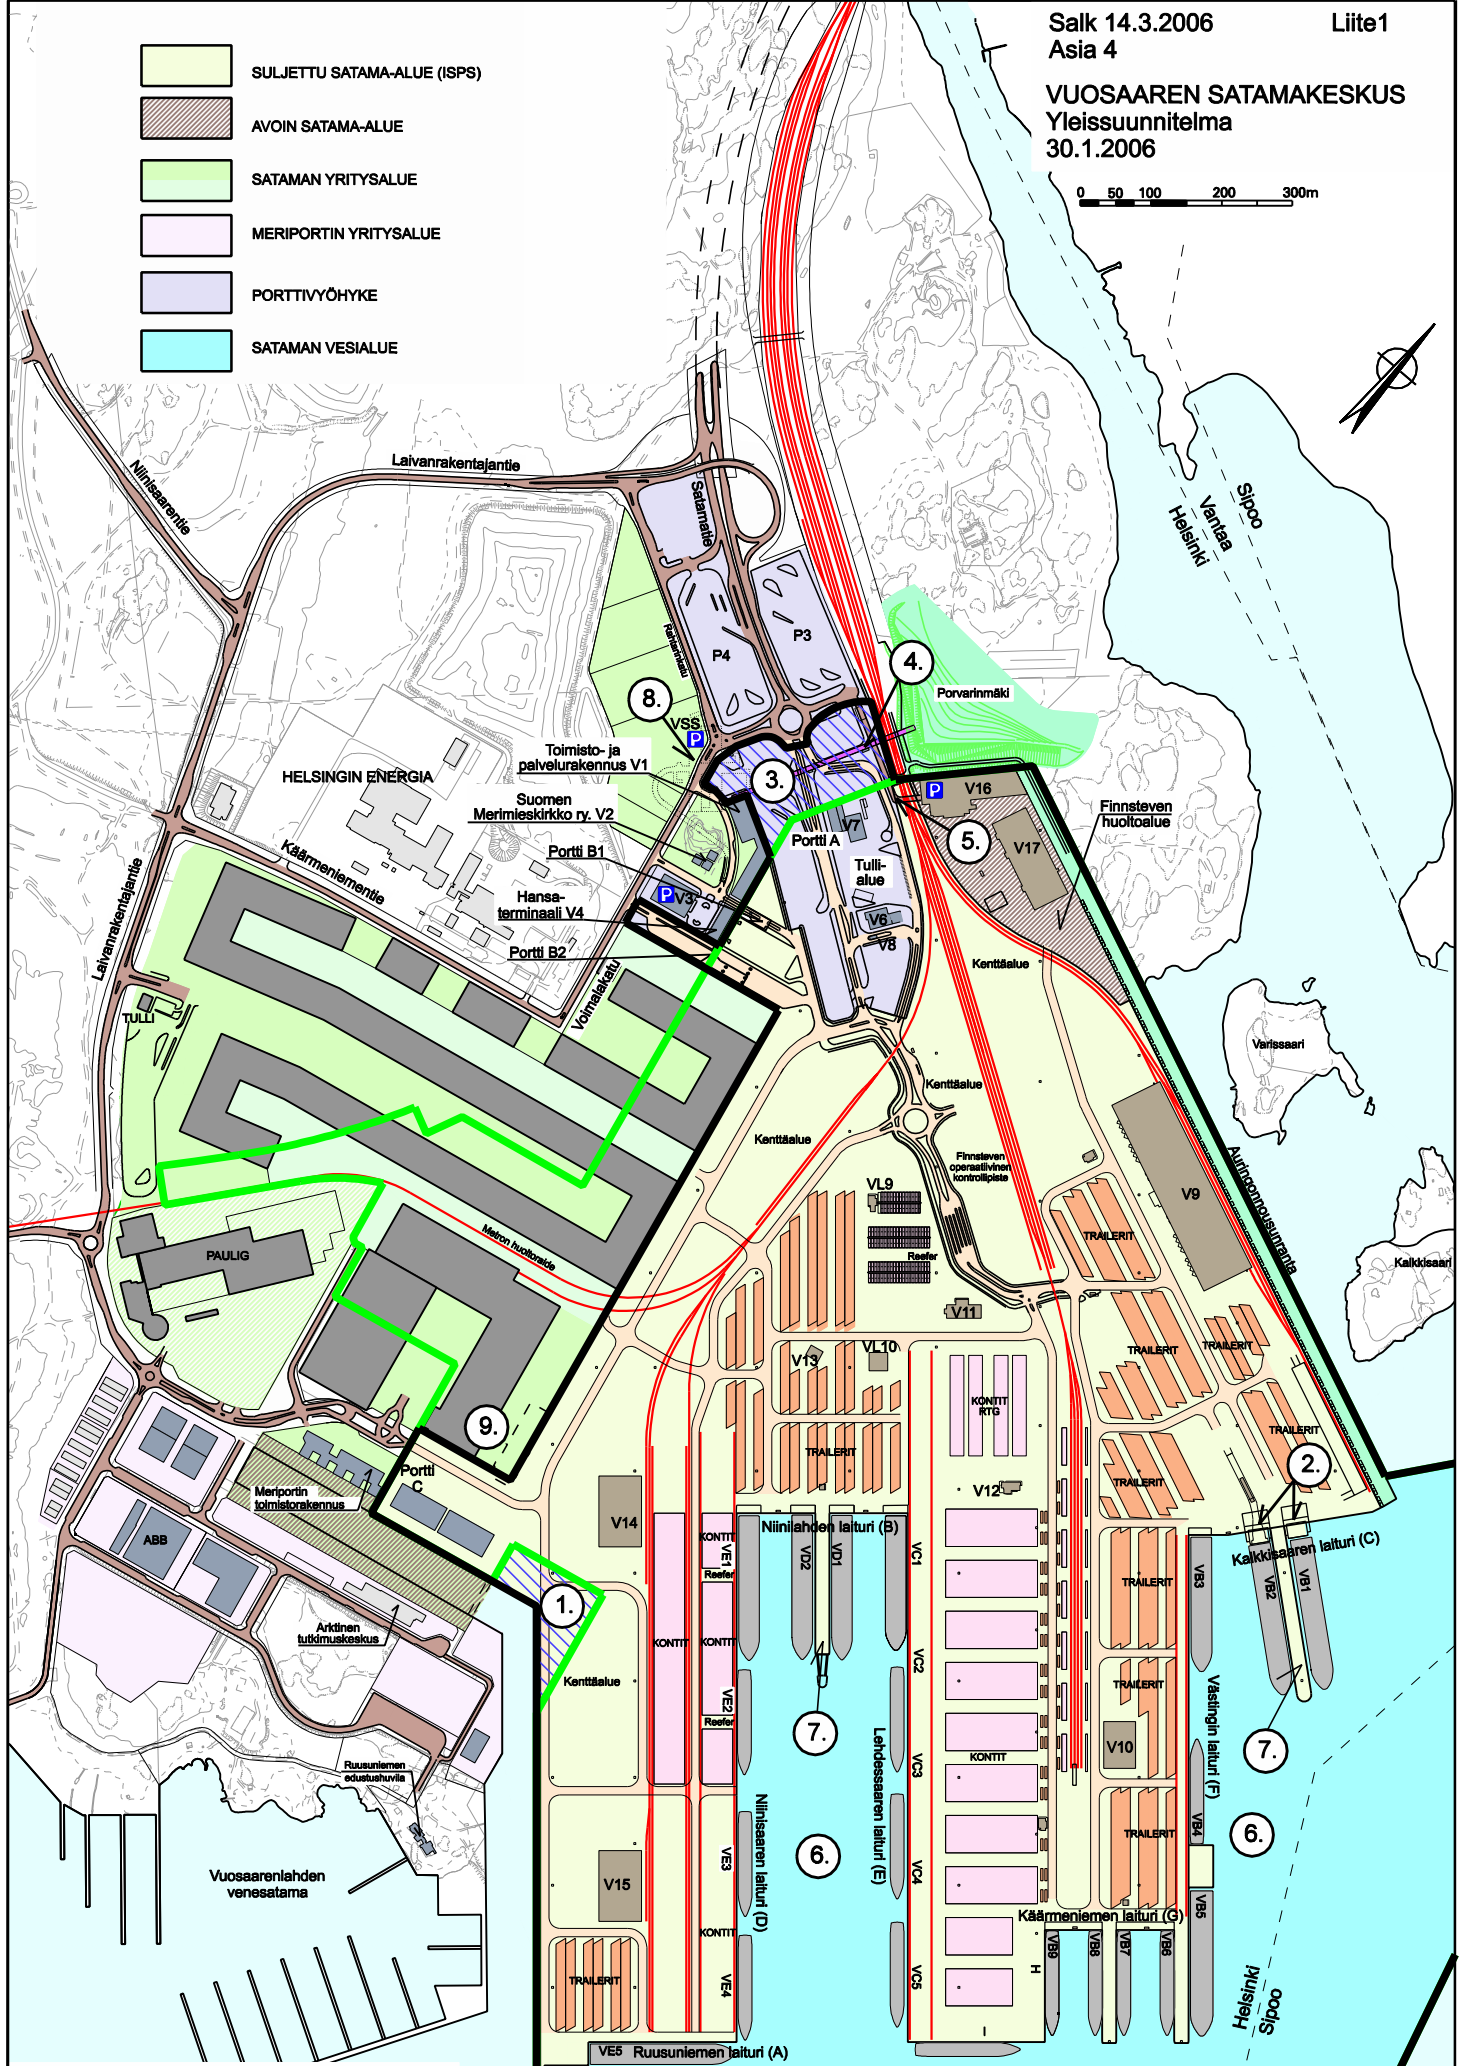 Salk 14.3.2006 Liite1
Asia 4
VUOSAAREN SATAMAKESKUS
Yleissuunnitelma
30.1.2006
0 50 100 200 300m
SULJETTU SATAMA-ALUE (ISPS)
AVOIN SATAMA-ALUE
SATAMAN YRITYSALUE
MERIPORTIN YRITYSALUE
PORTTIVYÖHYKE
SATAMAN VESIALUE
Niinisaarentie
Laivanrakentajantie
Satamatie
Sipoo
Vantaa
Helsinki
P3
P4
Rahtarinkatu
4.
Porvarinmäki
8.
VSS
P
Toimisto- ja
palvelurakennus V1
3.
HELSINGIN ENERGIA
P
V16
Suomen
Merimieskirkko ry. V2
Finnsteven
huoltoalue
V7
Portti A
5.
V17
Käärmeniementie
Portti B1
Tulli-
alue
P
V3
Hansa-
terminaali V4
V6
V8
Portti B2
Kenttäalue
Laivanrakentajantie
Voimalakatu
TULLI
Varissaari
Kenttäalue
Kenttäalue
Finnsteven
operaatiivinen
kontrollipiste
VL9
V9
Auringonnousunranta
Metron huoltoraide
TRAILERIT
Reefer
PAULIG
Kalkkisaari
V11
V13
VL10
TRAILERIT
TRAILERIT
KONTIT
RTG
9.
TRAILERIT
TRAILERIT
2.
Portti
C
Meriportin
toimistorakennus
TRAILERIT
V12
V14
Niinilahden laituri (B)
KONTIT
VE1
VD2
VD1
VC1
Kalkkisaaren laituri (C)
ABB
Reefer
TRAILERIT
VB3
VB2
VB1
1.
Arktinen
tutkimuskeskus
KONTIT
KONTIT
VC2
Kenttäalue
TRAILERIT
VE2
Reefer
7.
Västingin laituri (F)
7.
V10
Lehdessaaren laituri (E)
VC3
KONTIT
Ruusuniemen
edustushuvila
Niinisaaren laituri (D)
VB4
6.
TRAILERIT
6.
VE3
Vuosaarenlahden
venesatama
V15
VC4
VB5
Käärmeniemen laituri (G)
KONTIT
VB9
VB8
VB7
VB6
H
TRAILERIT
VE4
VC5
Helsinki
Sipoo
I
VE5 Ruusuniemen laituri (A)